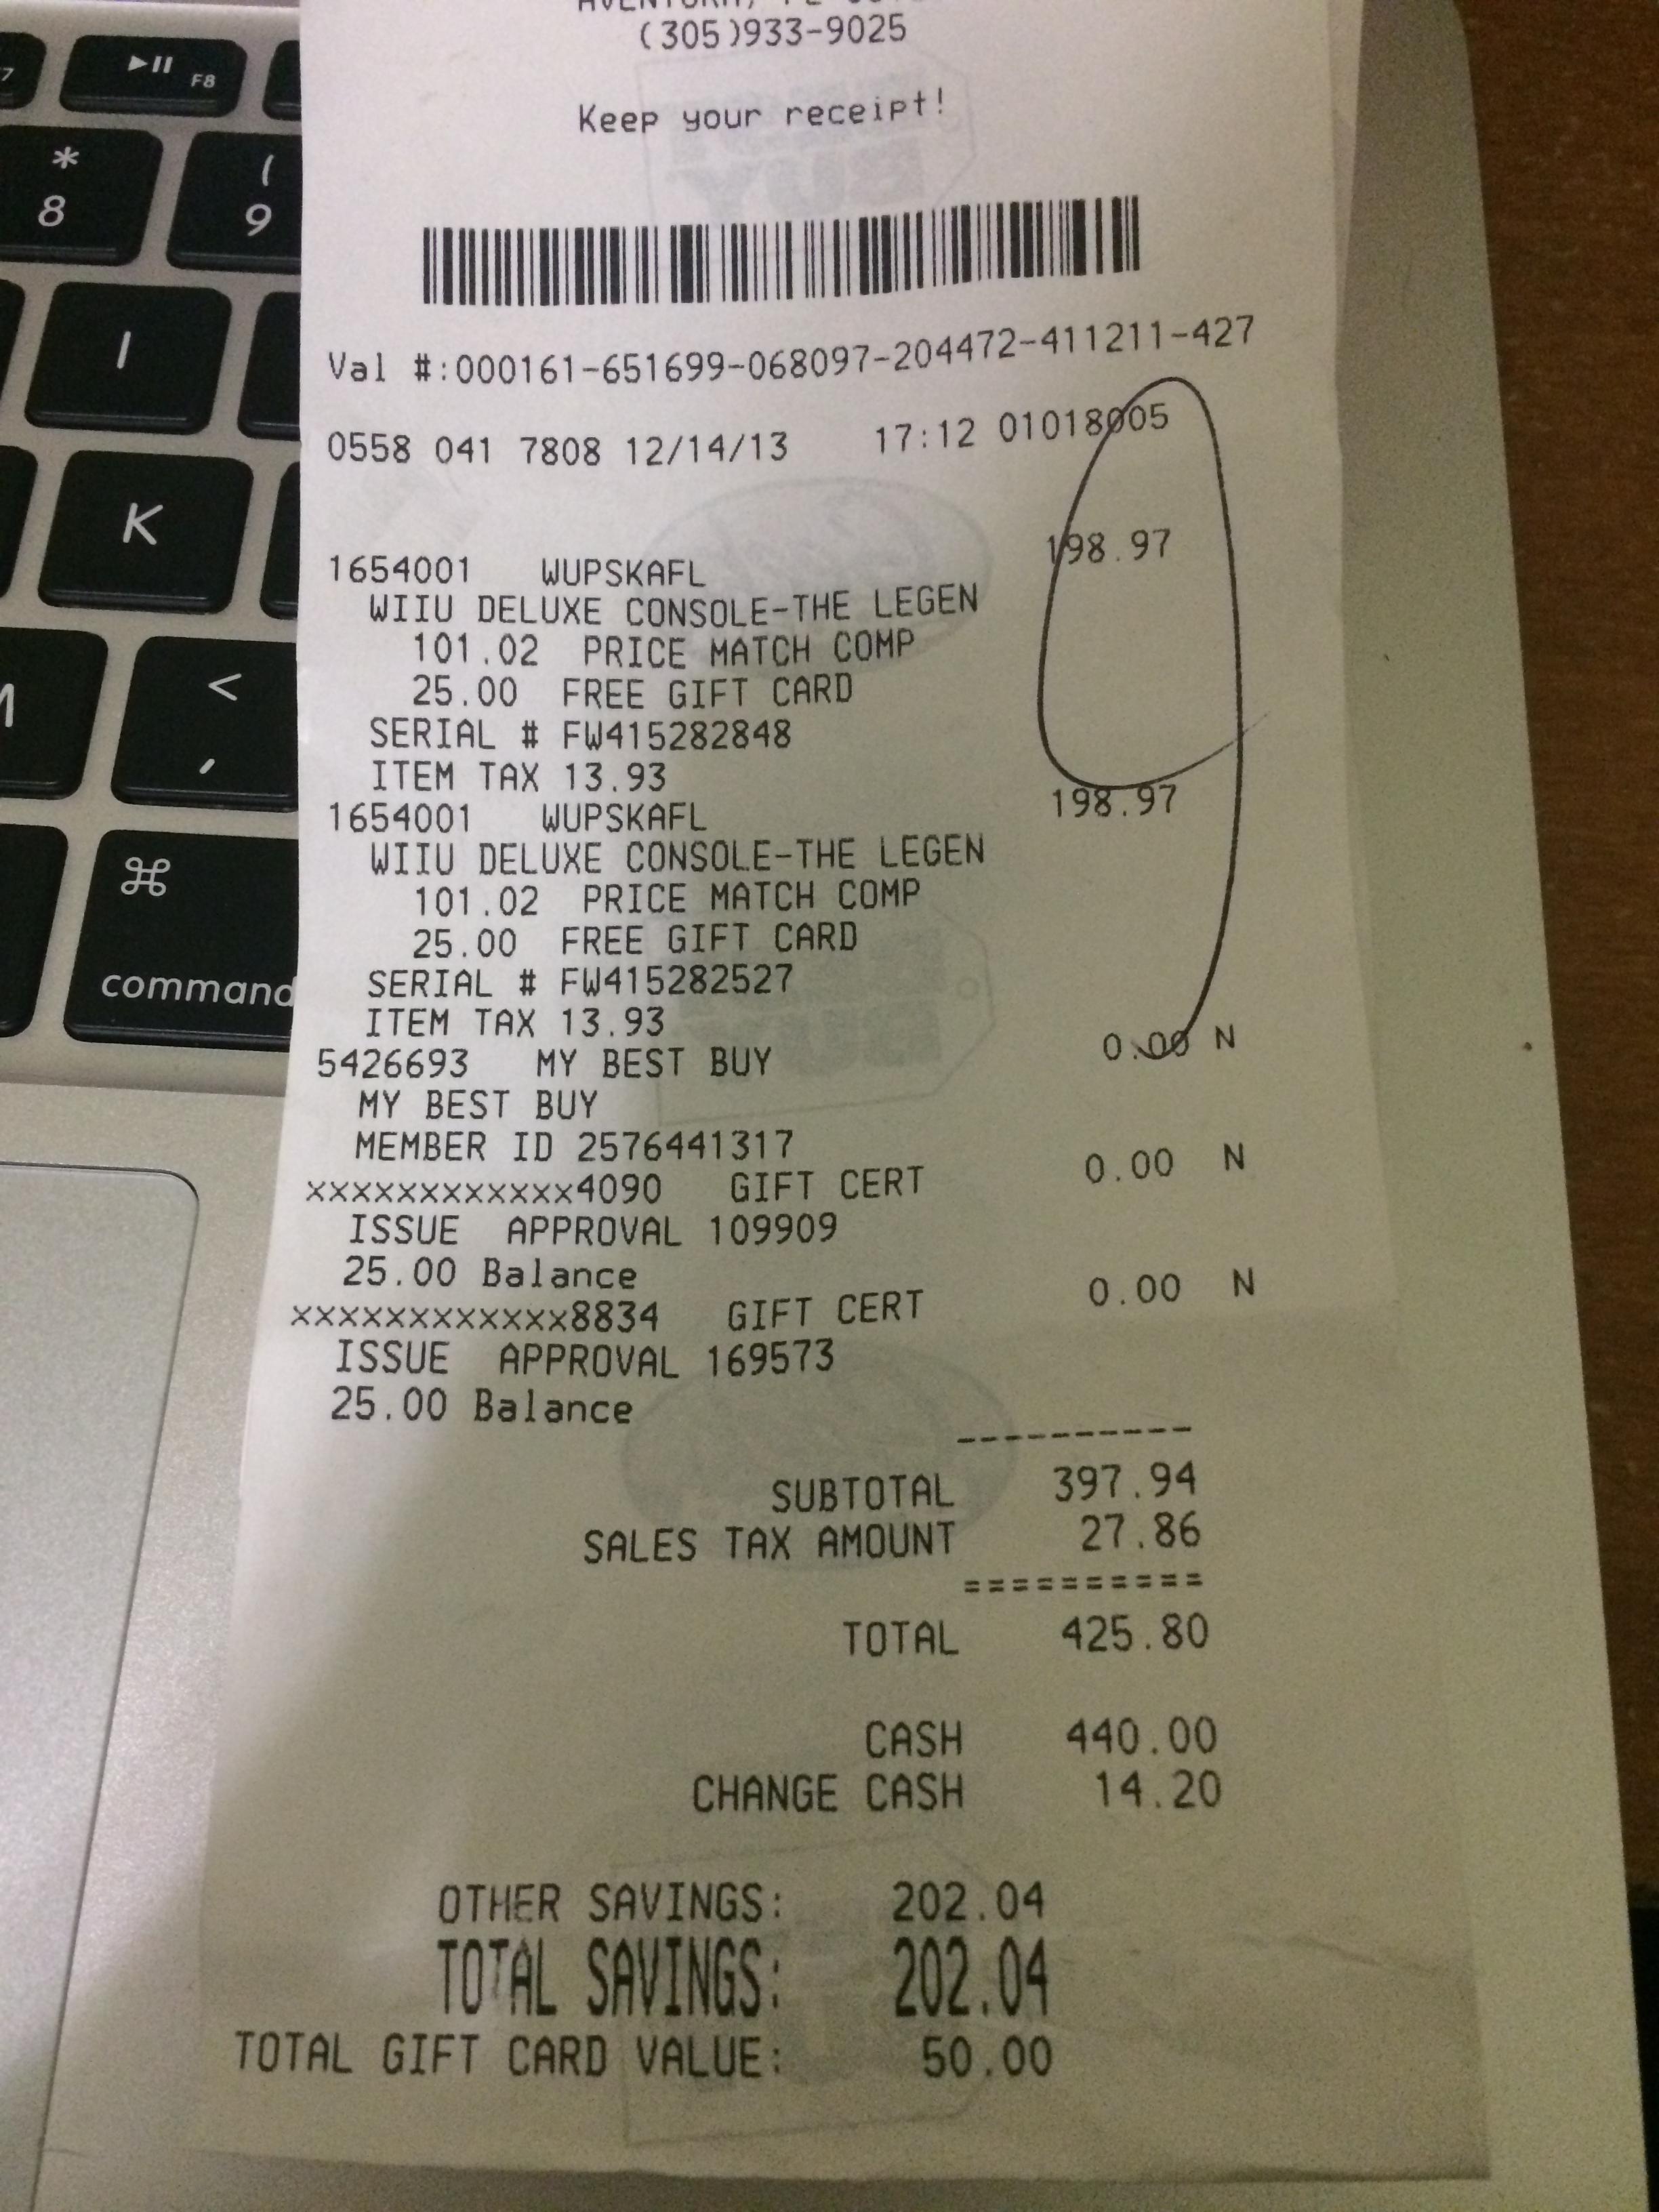 (305)933-9025
Keep your receipt!
Val #:000161-651699-068097-204472-411211-427
0558 041 7808 12/14/13 17:12 01018005
1654001 WUPSKAFL 198.97
WIIU DELUXE CONSOLE-THE LEGEN
101.02 PRICE MATCH COMP
25.00 FREE GIFT CARD
SERIAL # FW415282848
ITEM TAX 13.93
1654001 WUPSKAFL 198.97
WIIU DELUXE CONSOLE-THE LEGEN
101.02 PRICE MATCH COMP
25.00 FREE GIFT CARD
SERIAL # FW415282527
ITEM TAX 13.93
5426693 MY BEST BUY 0.00 N
MY BEST BUY
MEMBER ID 2576441317
xxxxxxxxxxxx4090 GIFT CERT 0.00 N
ISSUE APPROVAL 109909
25.00 Balance
xxxxxxxxxxxx8834 GIFT CERT 0.00 N
ISSUE APPROVAL 169573
25.00 Balance
SUBTOTAL 397.94
SALES TAX AMOUNT 27.86
TOTAL 425.80
CASH 440.00
CHANGE CASH 14.20
OTHER SAVINGS: 202.04
TOTAL SAVINGS: 202.04
TOTAL GIFT CARD VALUE: 50.00
F8
* 8
( 9
I
K
<
,
⌘
command